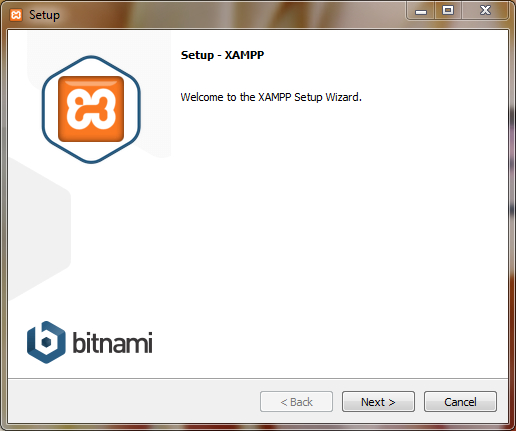 Setup
Setup - XAMPP
Welcome to the XAMPP Setup Wizard.
bitnami
< Back
Next >
Cancel